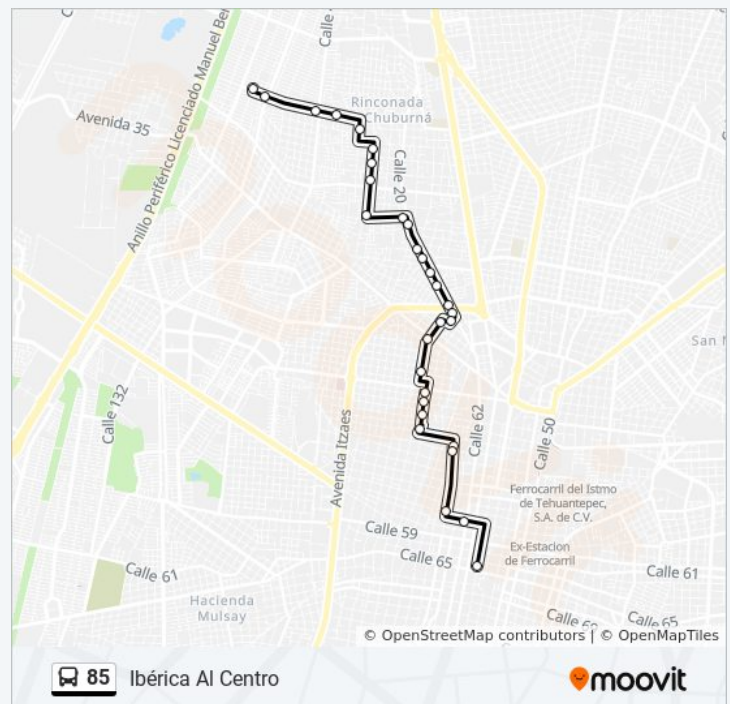 Calle
Rinconada
Chuburná
Avenida 35
Anillo Periférico Licenciado Manuel Ber
Calle 20
San
Calle 132
Calle 62
Calle 50
Avenida Itzaes
Ferrocarril del Istmo
de Tehuantepec,
S.A. de C.V.
Calle 59
Calle 65
Ex-Estacion
de Ferrocarril
Calle 61
Calle 61
Hacienda
Mulsay
Calle
Calle 65
© OpenStreetMap contributors | © OpenMapTiles
85 Ibérica Al Centro
moovit